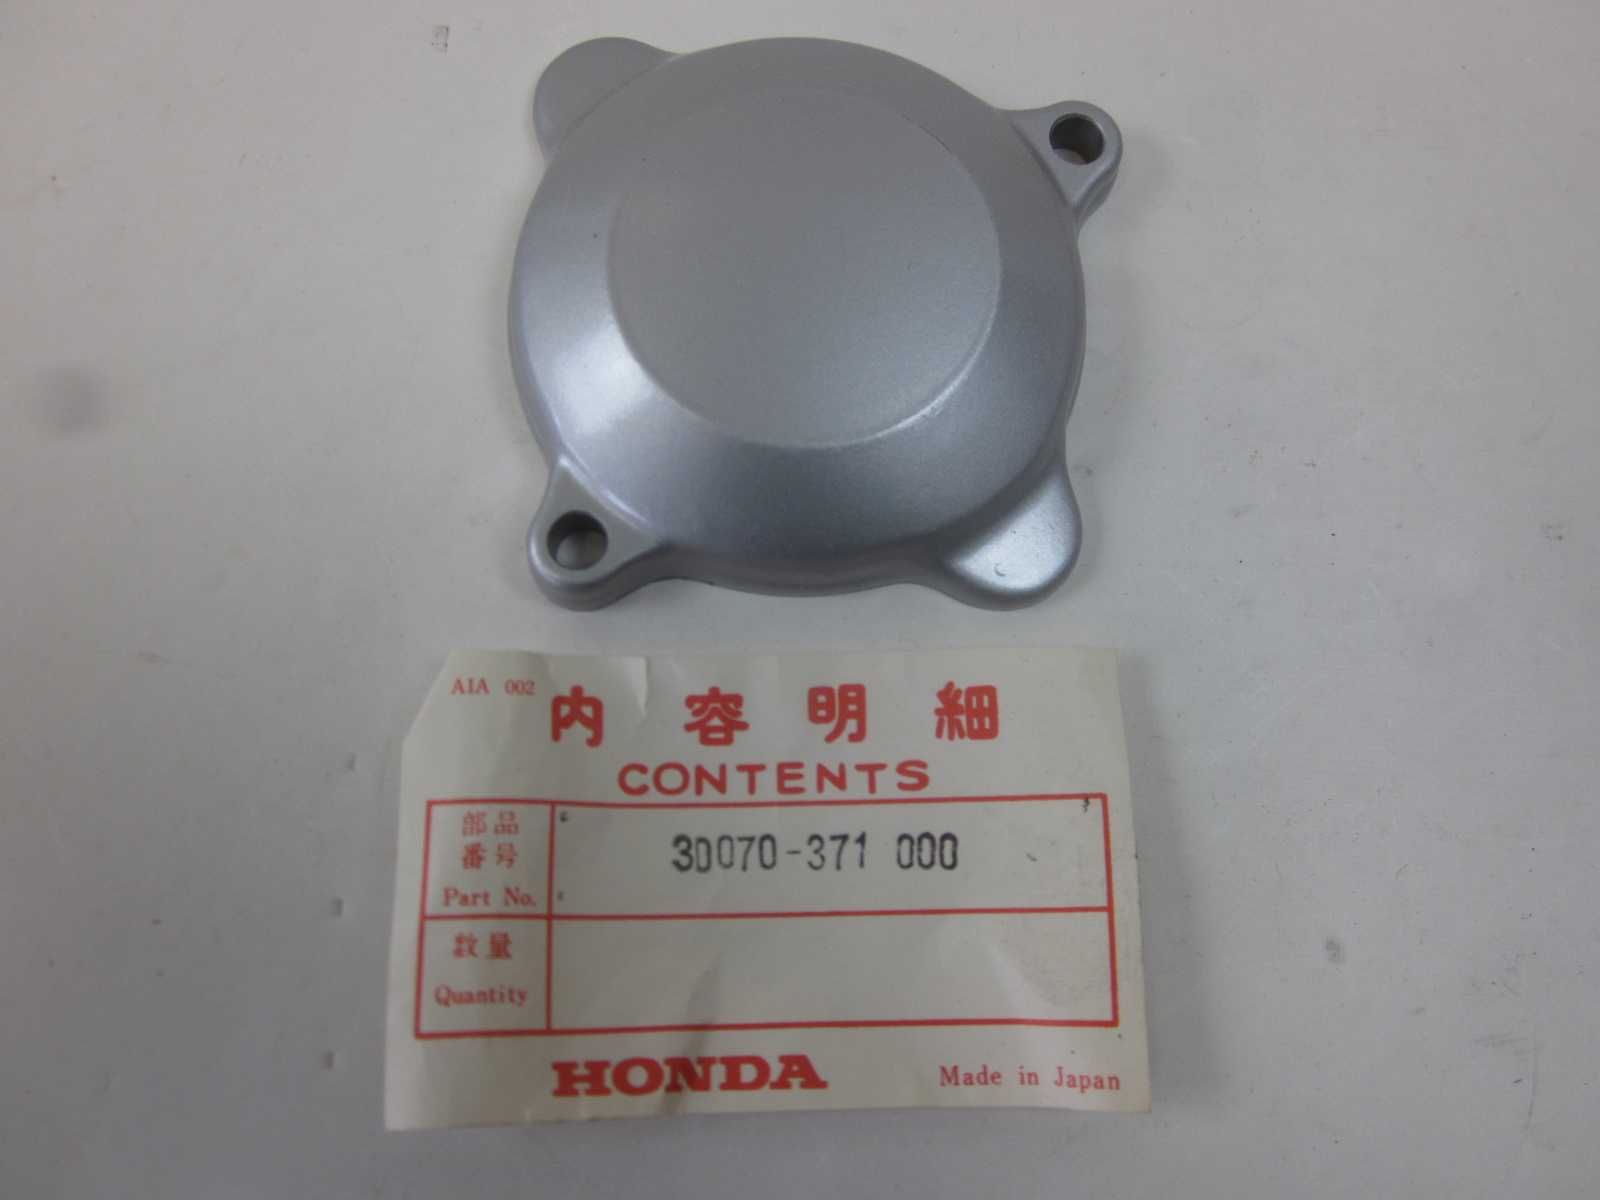 AIA 002
内容明細
CONTENTS
部品
番号
Part No.
30070-371 000
数量
Quantity
HONDA
Made in Japan